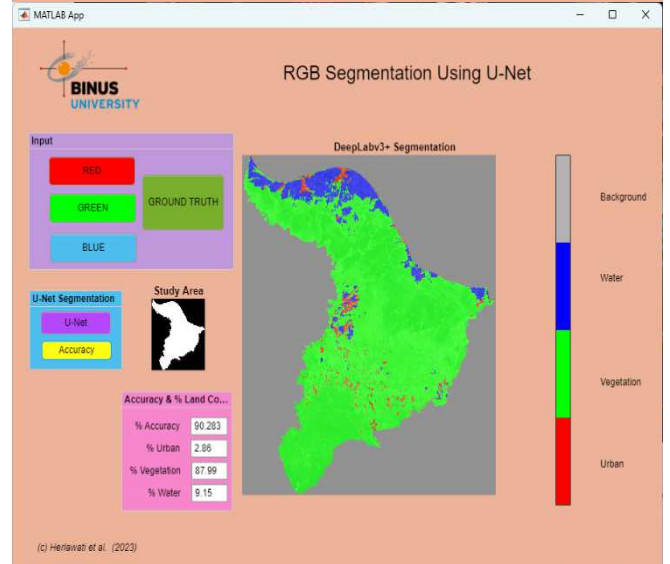 MATLAB App
BINUS
UNIVERSITY
RGB Segmentation Using U-Net
Input
RED
GREEN
BLUE
GROUND TRUTH
U-Net Segmentation
U-Net
Accuracy
Study Area
Accuracy & % Land Co...
% Accuracy 90.283
% Urban 2.86
% Vegetation 87.99
% Water 9.15
DeepLabv3+ Segmentation
Background
Water
Vegetation
Urban
(c) Herlawati et al. (2023)